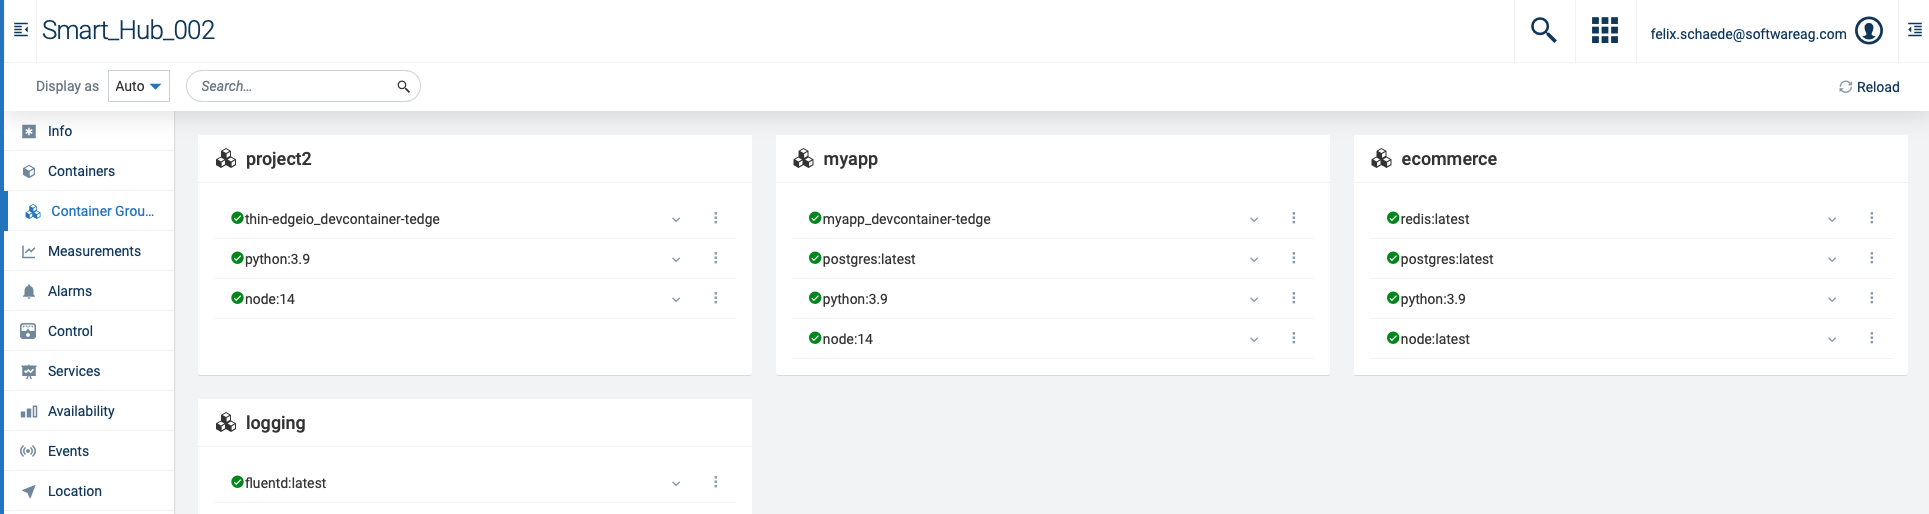 Smart_Hub_002
felix.schaede@softwareag.com
Display as
Auto
Search...
Reload
Info
Containers
Container Grou...
Measurements
Alarms
Control
Services
Availability
Events
Location
project2
thin-edgeio_devcontainer-tedge
python:3.9
node:14
myapp
myapp_devcontainer-tedge
postgres:latest
python:3.9
node:14
ecommerce
redis:latest
postgres:latest
python:3.9
node:latest
logging
fluentd:latest